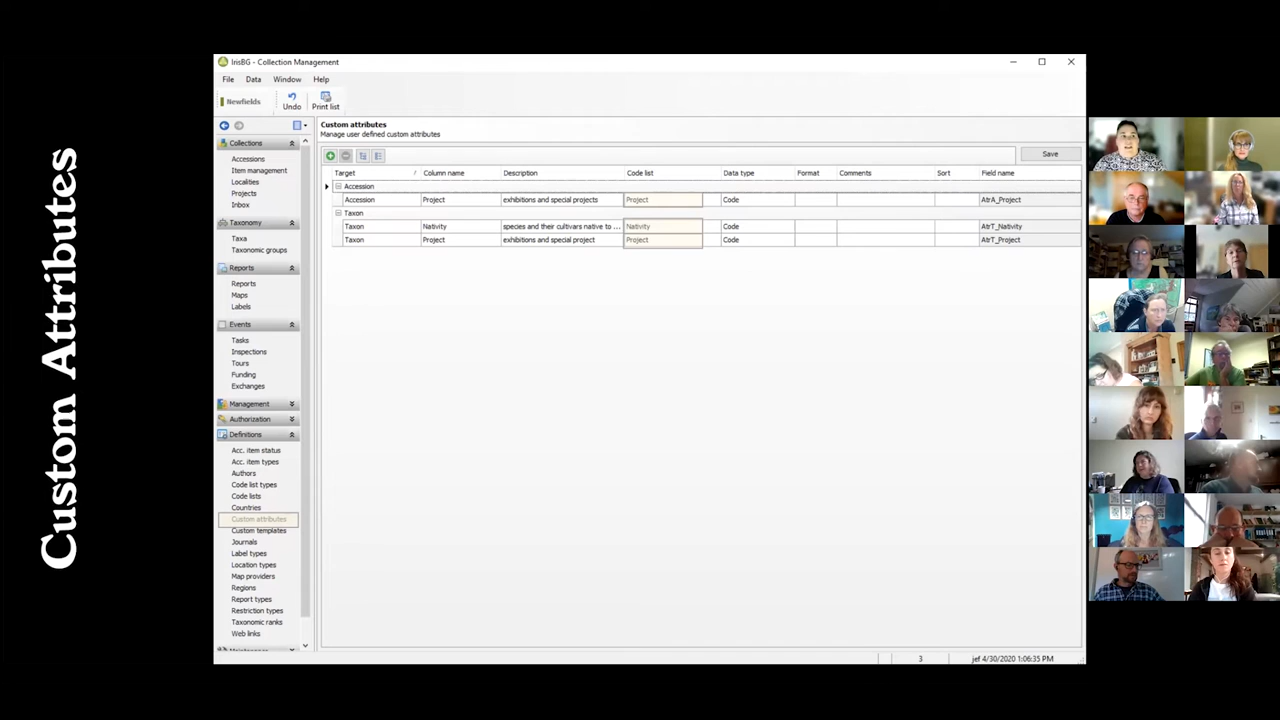 Custom Attributes
IrisBG - Collection Management
File Data Window Help
Newfields Undo Print list
Collections
Accessions
Item management
Localities
Projects
Inbox
Taxonomy
Taxa
Taxonomic groups
Reports
Reports
Maps
Labels
Events
Tasks
Inspections
Tours
Funding
Exchanges
Management
Authorization
Definitions
Acc. item status
Acc. item types
Authors
Code list types
Code lists
Countries
Custom attributes
Custom templates
Journals
Label types
Location types
Map providers
Regions
Report types
Restriction types
Taxonomic ranks
Web links
Custom attributes
Manage user defined custom attributes
Save
Target Column name Description Code list Data type Format Comments Sort Field name
Accession
Accession Project exhibitions and special projects Project Code AtrA_Project
Taxon
Taxon Nativity species and their cultivars native to ... Nativity Code AtrT_Nativity
Taxon Project exhibitions and special project Project Code AtrT_Project
3 jef 4/30/2020 1:06:35 PM